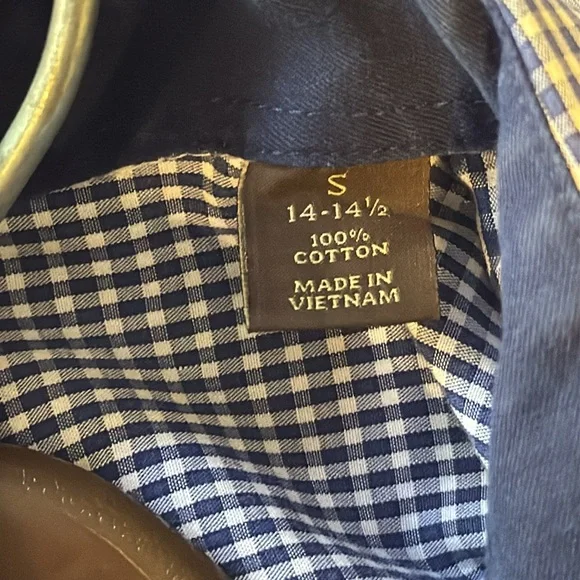 S
14-14½
100%
COTTON
MADE IN
VIETNAM